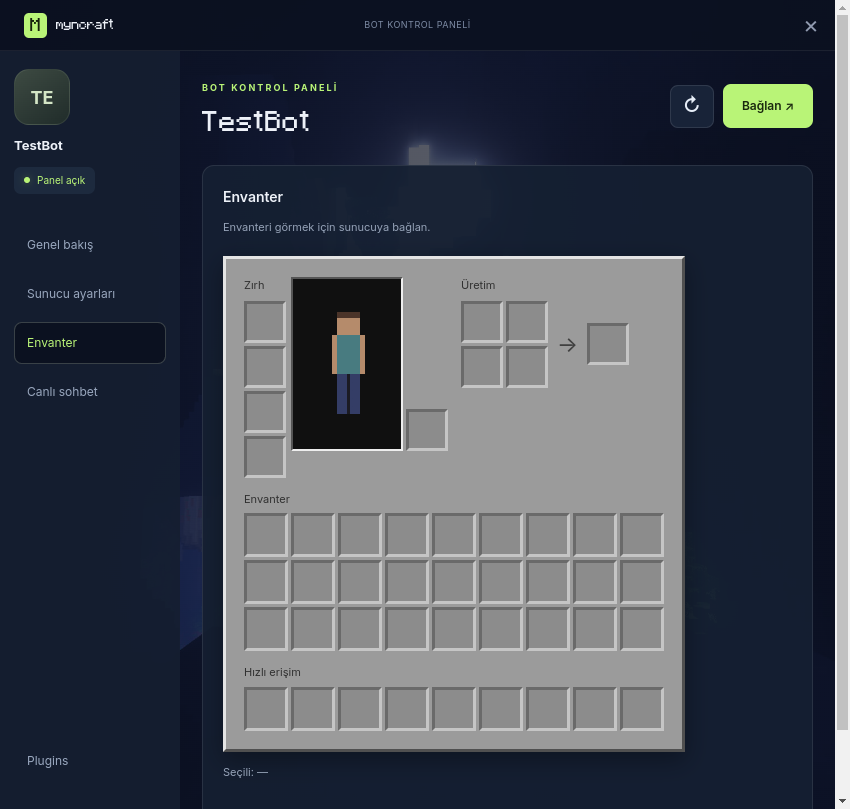 M myncraft
BOT KONTROL PANELİ
×
TE
TestBot
Panel açık
Genel bakış
Sunucu ayarları
Envanter
Canlı sohbet
Plugins
BOT KONTROL PANELİ
TestBot
Bağlan ↗
Envanter
Envanteri görmek için sunucuya bağlan.
Zırh
Üretim
→
Envanter
Hızlı erişim
Seçili: —